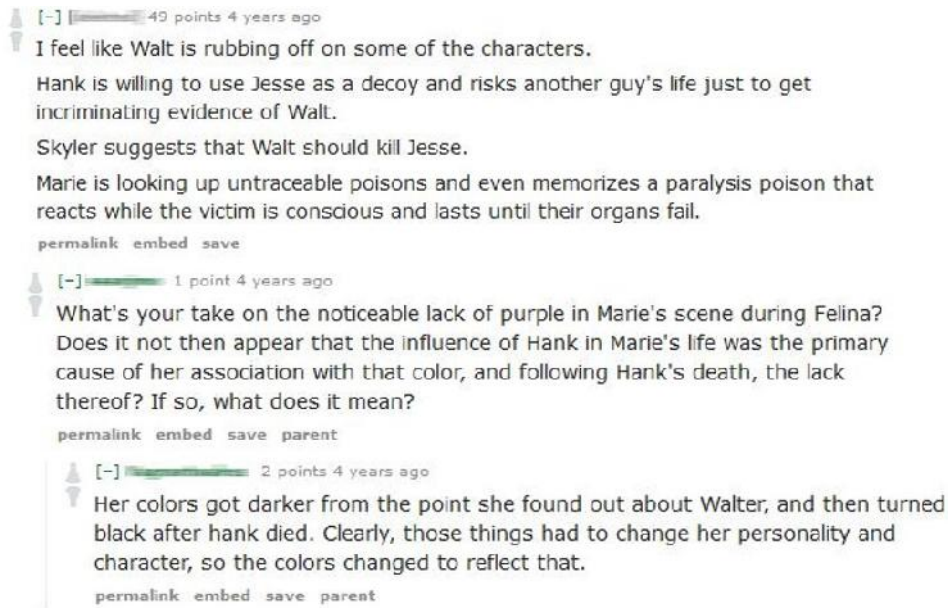 [-] 49 points 4 years ago
I feel like Walt is rubbing off on some of the characters.
Hank is willing to use Jesse as a decoy and risks another guy's life just to get
incriminating evidence of Walt.
Skyler suggests that Walt should kill Jesse.
Marie is looking up untraceable poisons and even memorizes a paralysis poison that
reacts while the victim is conscious and lasts until their organs fail.
permalink embed save
[-] 1 point 4 years ago
What's your take on the noticeable lack of purple in Marie's scene during Felina?
Does it not then appear that the influence of Hank in Marie's life was the primary
cause of her association with that color, and following Hank's death, the lack
thereof? If so, what does it mean?
permalink embed save parent
[-] 2 points 4 years ago
Her colors got darker from the point she found out about Walter, and then turned
black after hank died. Clearly, those things had to change her personality and
character, so the colors changed to reflect that.
permalink embed save parent